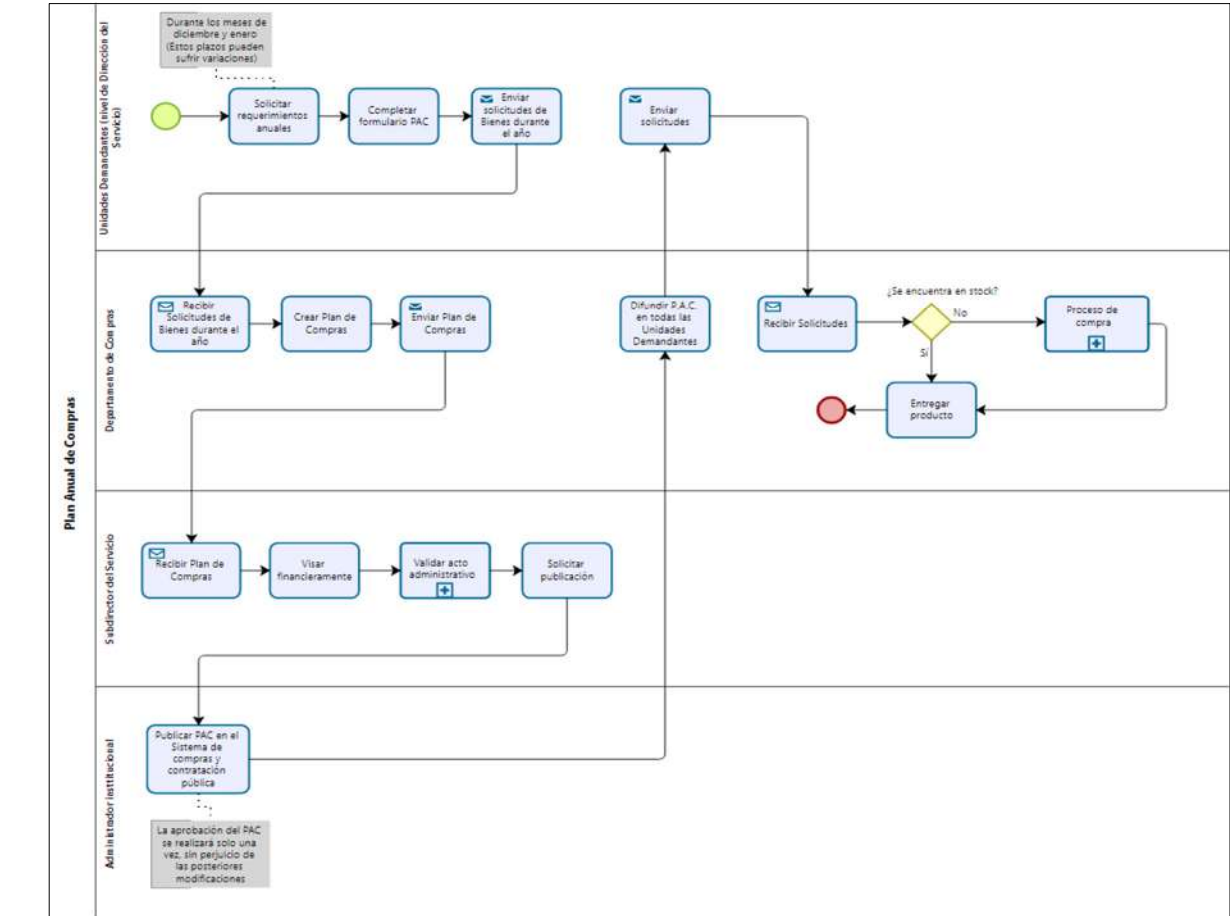 Plan Anual de Compras
Unidades Demandantes (nivel de Dirección del
Servicio)
Durante los meses de
diciembre y enero
(Estos plazos pueden
sufrir variaciones)
Solicitar
requerimientos
anuales
Completar
formulario PAC
Enviar
solicitudes de
Bienes durante
el año
Enviar
solicitudes
Departamento de Compras
Recibir
Solicitudes de
Bienes durante el
año
Crear Plan de
Compras
Enviar Plan de
Compras
Difundir P.A.C.
en todas las
Unidades
Demandantes
Recibir Solicitudes
¿Se encuentra en stock?
No
Sí
Proceso de
compra
Entregar
producto
Subdirector del Servicio
Recibir Plan de
Compras
Visar
financieramente
Validar acto
administrativo
Solicitar
publicación
Administrador institucional
Publicar PAC en el
Sistema de
compras y
contratación
pública
La aprobación del PAC
se realizará solo una
vez, sin perjuicio de
las posteriores
modificaciones